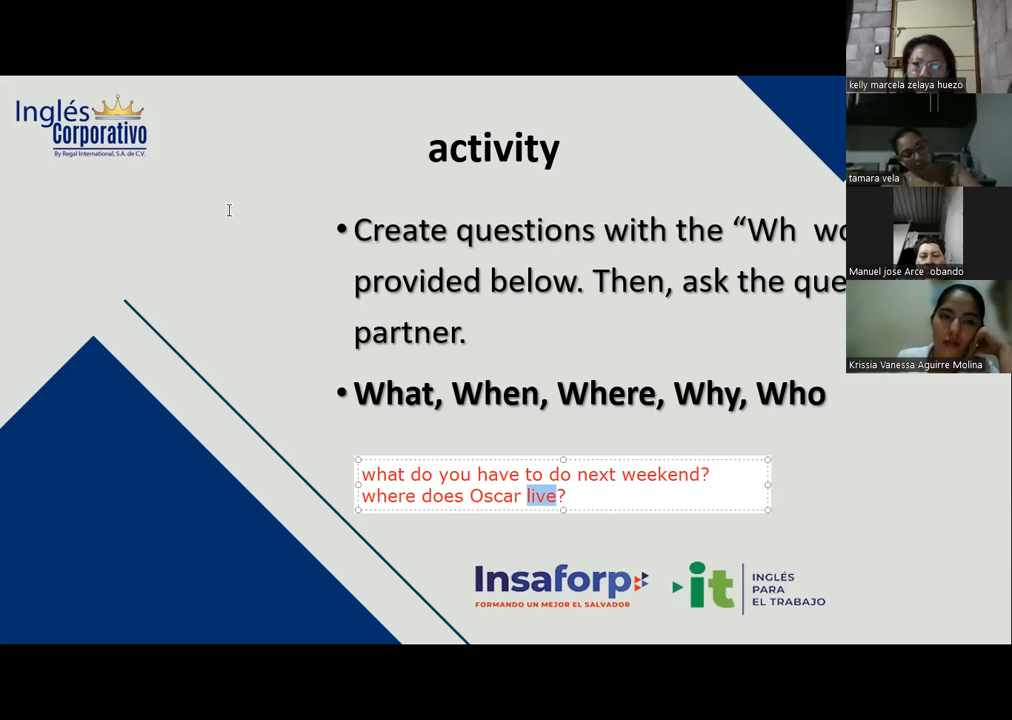 Inglés
Corporativo
By Regal International, S.A. de C.V.
activity
• Create questions with the “Wh
provided below. Then, ask the
partner.
• What, When, Where, Why, Who
what do you have to do next weekend?
where does Oscar live?
Insaforp
FORMANDO UN MEJOR EL SALVADOR
it
INGLÉS
PARA
EL TRABAJO
kelly marcela zelaya huezo
tamara vela
Manuel jose Arce obando
Krissia Vanessa Aguirre Molina